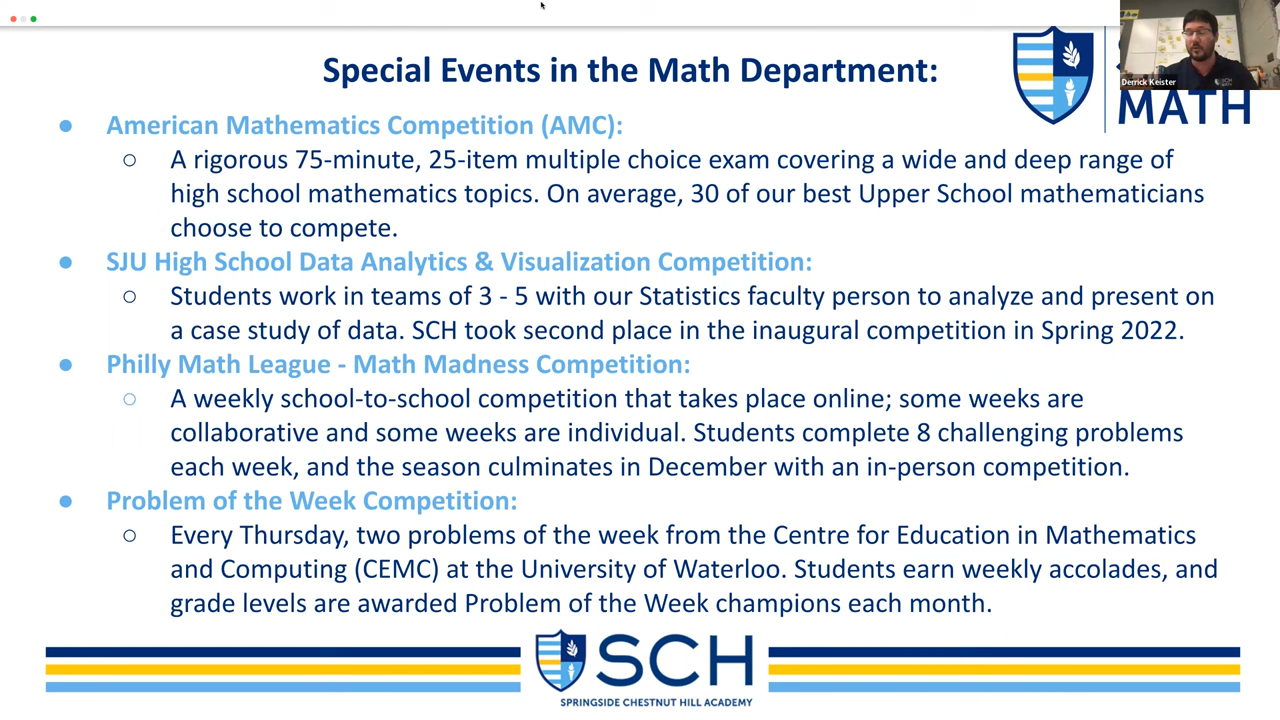 Special Events in the Math Department:
Derrick Keister
SCH
MATH
● American Mathematics Competition (AMC):
○ A rigorous 75-minute, 25-item multiple choice exam covering a wide and deep range of
high school mathematics topics. On average, 30 of our best Upper School mathematicians
choose to compete.
● SJU High School Data Analytics & Visualization Competition:
○ Students work in teams of 3 - 5 with our Statistics faculty person to analyze and present on
a case study of data. SCH took second place in the inaugural competition in Spring 2022.
● Philly Math League - Math Madness Competition:
○ A weekly school-to-school competition that takes place online; some weeks are
collaborative and some weeks are individual. Students complete 8 challenging problems
each week, and the season culminates in December with an in-person competition.
● Problem of the Week Competition:
○ Every Thursday, two problems of the week from the Centre for Education in Mathematics
and Computing (CEMC) at the University of Waterloo. Students earn weekly accolades, and
grade levels are awarded Problem of the Week champions each month.
SCH
SPRINGSIDE CHESTNUT HILL ACADEMY